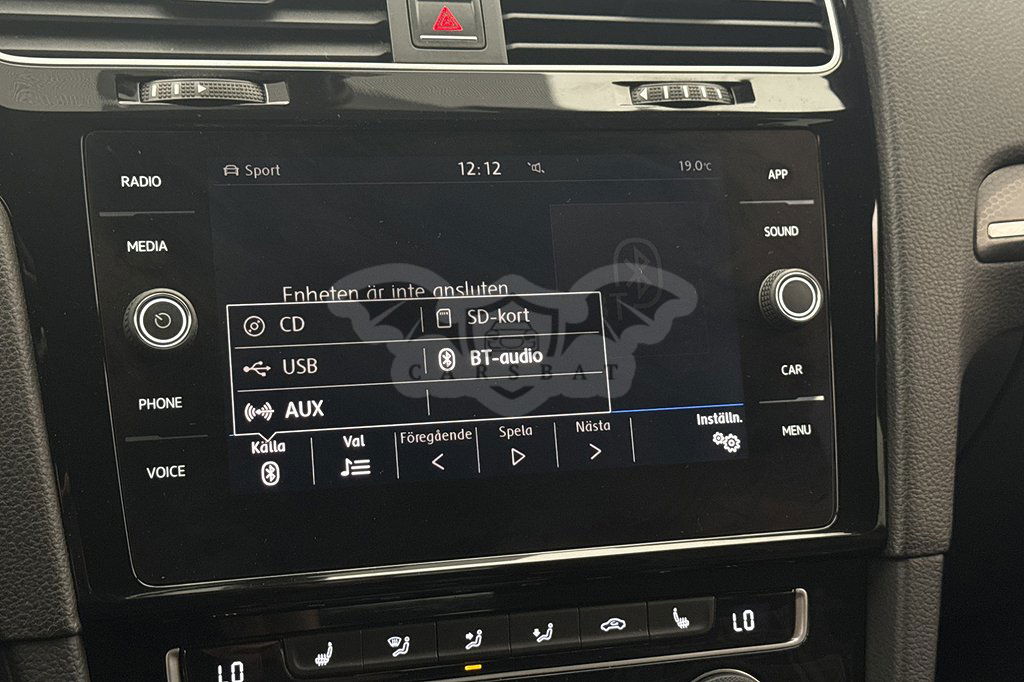 RADIO
MEDIA
PHONE
VOICE
Sport 12:12 19.0°C
Enheten är inte ansluten.
CD SD-kort
USB BT-audio
AUX
Källa Val Föregående Spela Nästa Inställn.
APP
SOUND
CAR
MENU
CARSBAT
LO LO